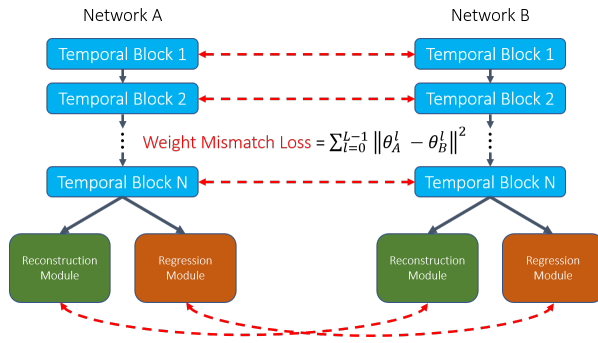 Network A Network B
Temporal Block 1 Temporal Block 1
Temporal Block 2 Temporal Block 2
Weight Mismatch Loss = ∑_{l=0}^{L−1} ‖θ_A^l − θ_B^l‖²
Temporal Block N Temporal Block N
Reconstruction Module Regression Module Reconstruction Module Regression Module